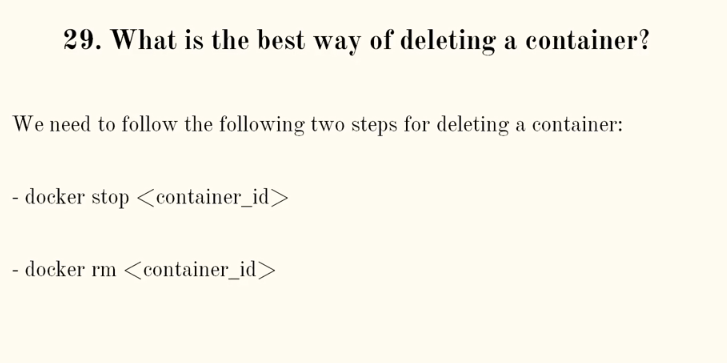 29. What is the best way of deleting a container?
We need to follow the following two steps for deleting a container:
- docker stop <container_id>
- docker rm <container_id>